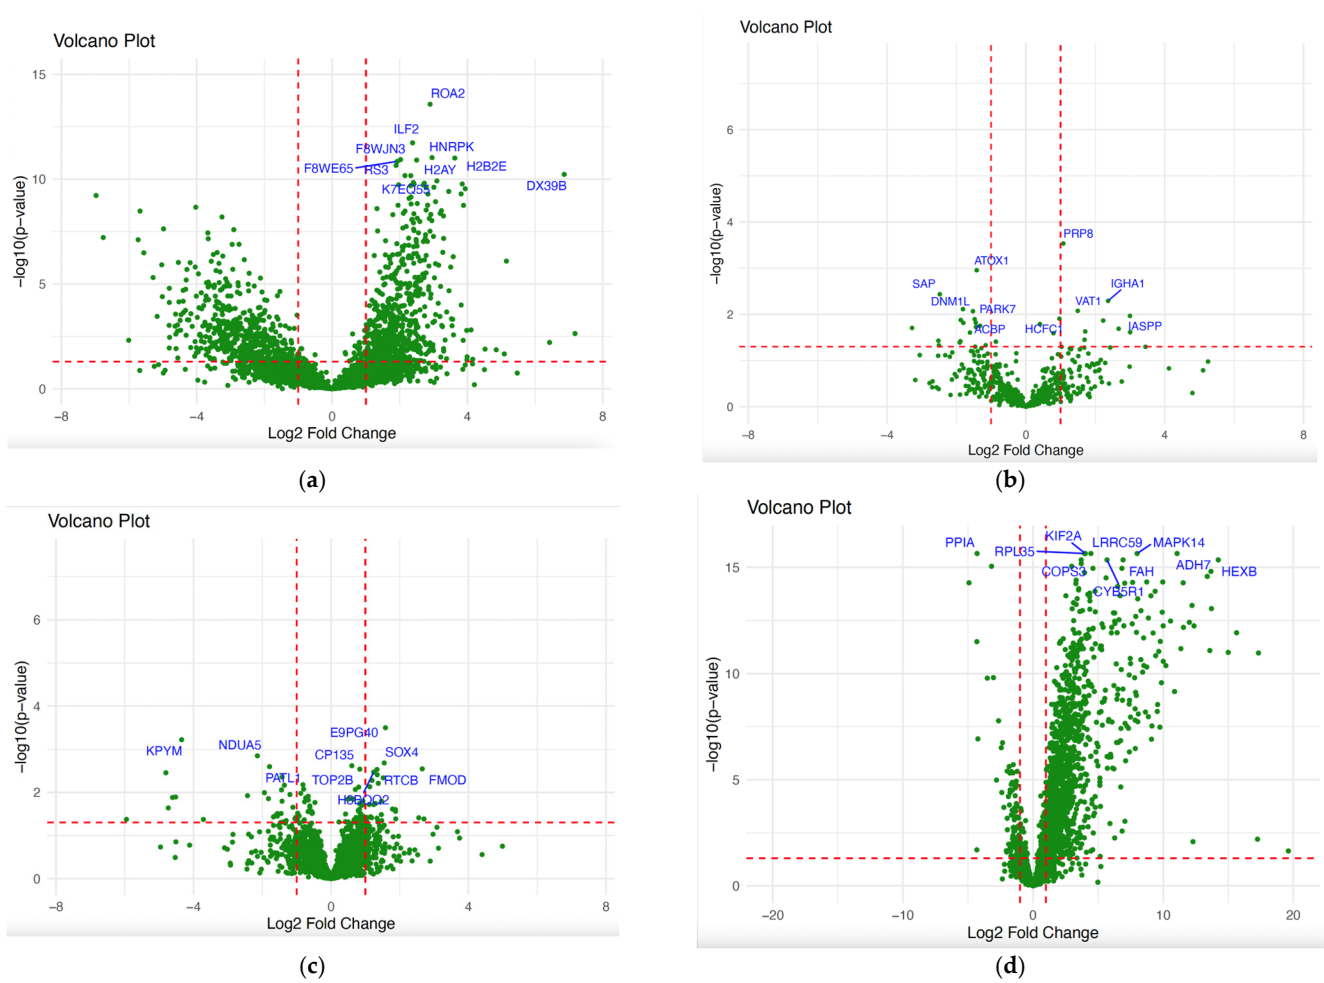 Volcano Plot
15
10
5
0
−8
−4
0
4
8
−log10(p−value)
Log2 Fold Change
ROA2
ILF2
F8WJN3
HNRPK
F8WE65
RS3
H2AY
H2B2E
K7EQ55
DX39B
(a)
Volcano Plot
6
4
2
0
−8
−4
0
4
8
−log10(p−value)
Log2 Fold Change
PRP8
ATOX1
SAP
IGHA1
DNM1L
PARK7
VAT1
ACBP
HCFC1
IASPP
(b)
Volcano Plot
6
4
2
0
−8
−4
0
4
8
−log10(p−value)
Log2 Fold Change
E9PG40
KPYM
NDUA5
CP135
SOX4
PATL1
TOP2B
RTCB
FMOD
(c)
Volcano Plot
15
10
5
0
−20
−10
0
10
20
−log10(p−value)
Log2 Fold Change
KIF2A
PPIA
RPL35
LRRC59
MAPK14
COPS3
FAH
ADH7
HEXB
CYB5R1
(d)